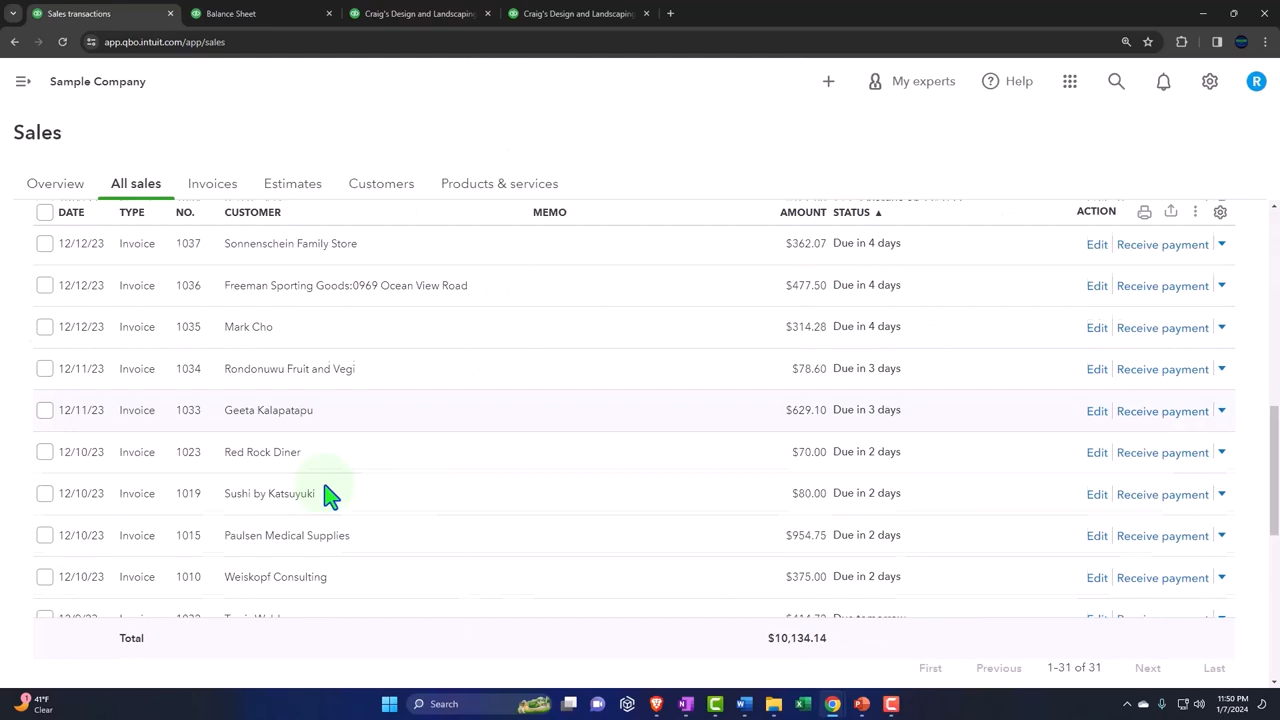 Sales transactions
Balance Sheet
Craig's Design and Landscaping
Craig's Design and Landscaping
app.qbo.intuit.com/app/sales
Sample Company
My experts
Help
R
Sales
Overview
All sales
Invoices
Estimates
Customers
Products & services
DATE TYPE NO. CUSTOMER MEMO AMOUNT STATUS ▲ ACTION
12/12/23 Invoice 1037 Sonnenschein Family Store $362.07 Due in 4 days Edit Receive payment
12/12/23 Invoice 1036 Freeman Sporting Goods:0969 Ocean View Road $477.50 Due in 4 days Edit Receive payment
12/12/23 Invoice 1035 Mark Cho $314.28 Due in 4 days Edit Receive payment
12/11/23 Invoice 1034 Rondonuwu Fruit and Vegi $78.60 Due in 3 days Edit Receive payment
12/11/23 Invoice 1033 Geeta Kalapatapu $629.10 Due in 3 days Edit Receive payment
12/10/23 Invoice 1023 Red Rock Diner $70.00 Due in 2 days Edit Receive payment
12/10/23 Invoice 1019 Sushi by Katsuyuki $80.00 Due in 2 days Edit Receive payment
12/10/23 Invoice 1015 Paulsen Medical Supplies $954.75 Due in 2 days Edit Receive payment
12/10/23 Invoice 1010 Weiskopf Consulting $375.00 Due in 2 days Edit Receive payment
Total $10,134.14
First Previous 1-31 of 31 Next Last
41°F
Clear
Search
11:50 PM
1/7/2024